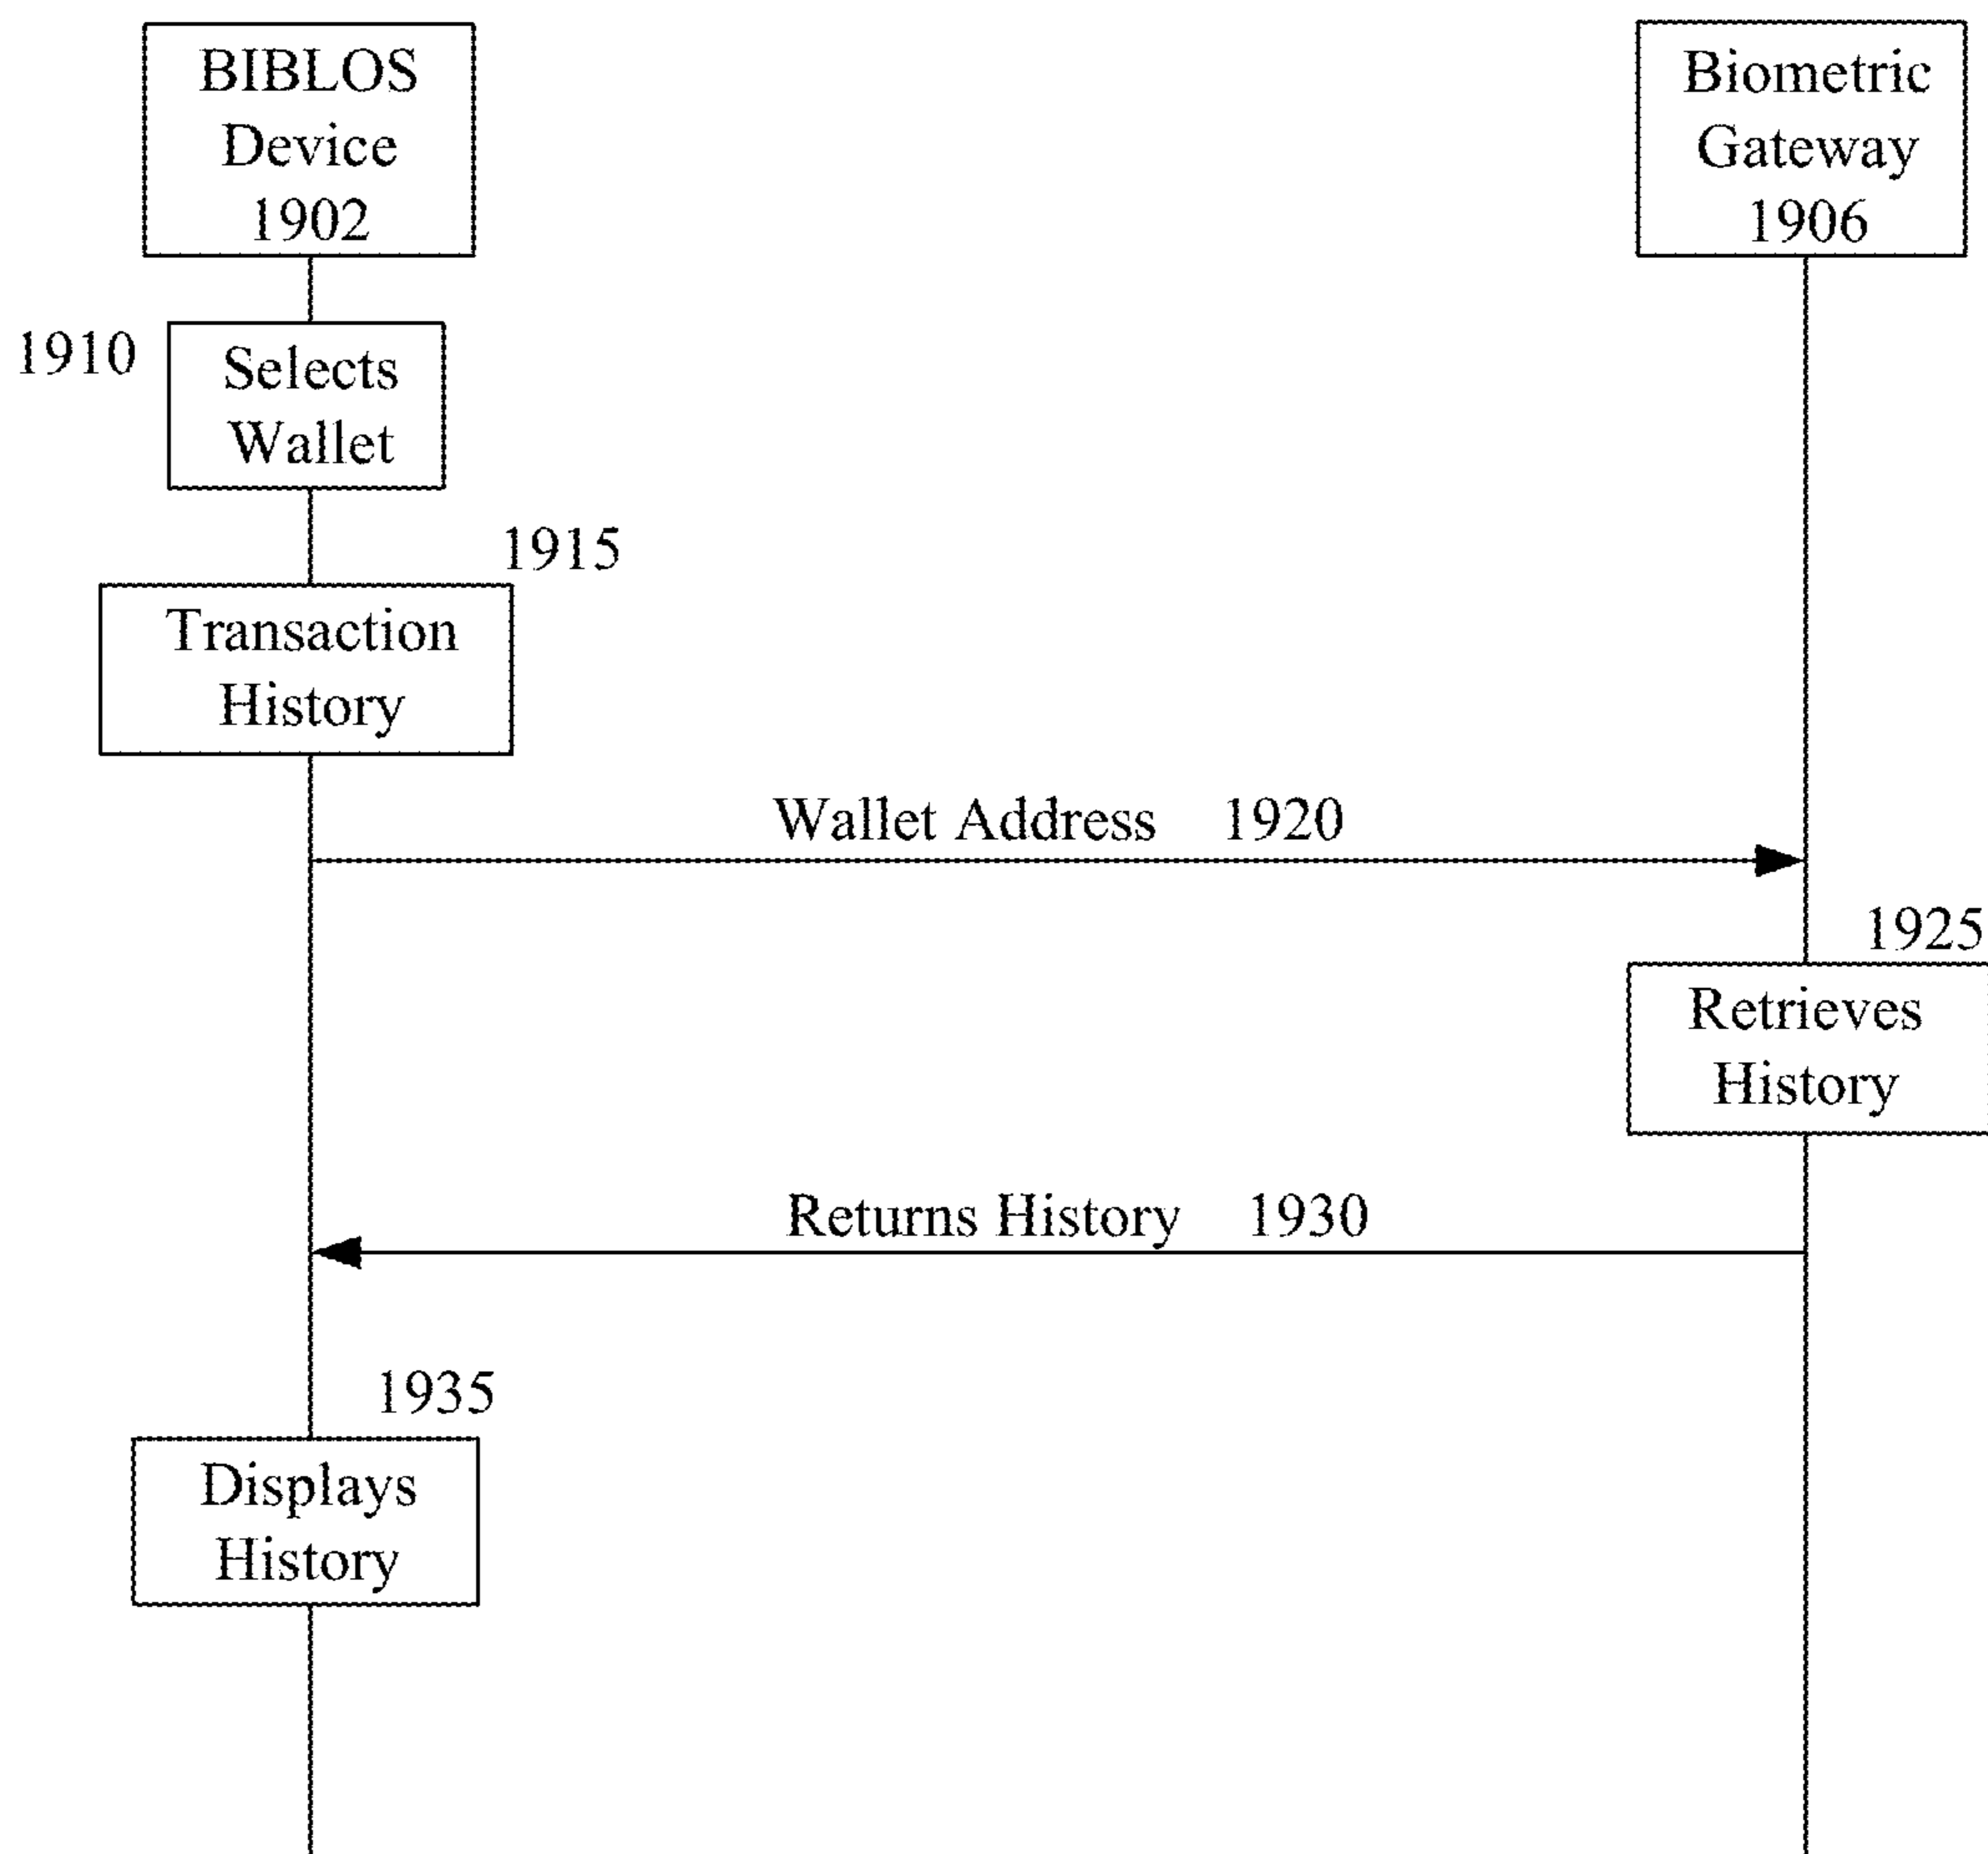 BIBLOS
Device
1902
Biometric
Gateway
1906
1910
Selects
Wallet
1915
Transaction
History
Wallet Address 1920
1925
Retrieves
History
Returns History 1930
1935
Displays
History